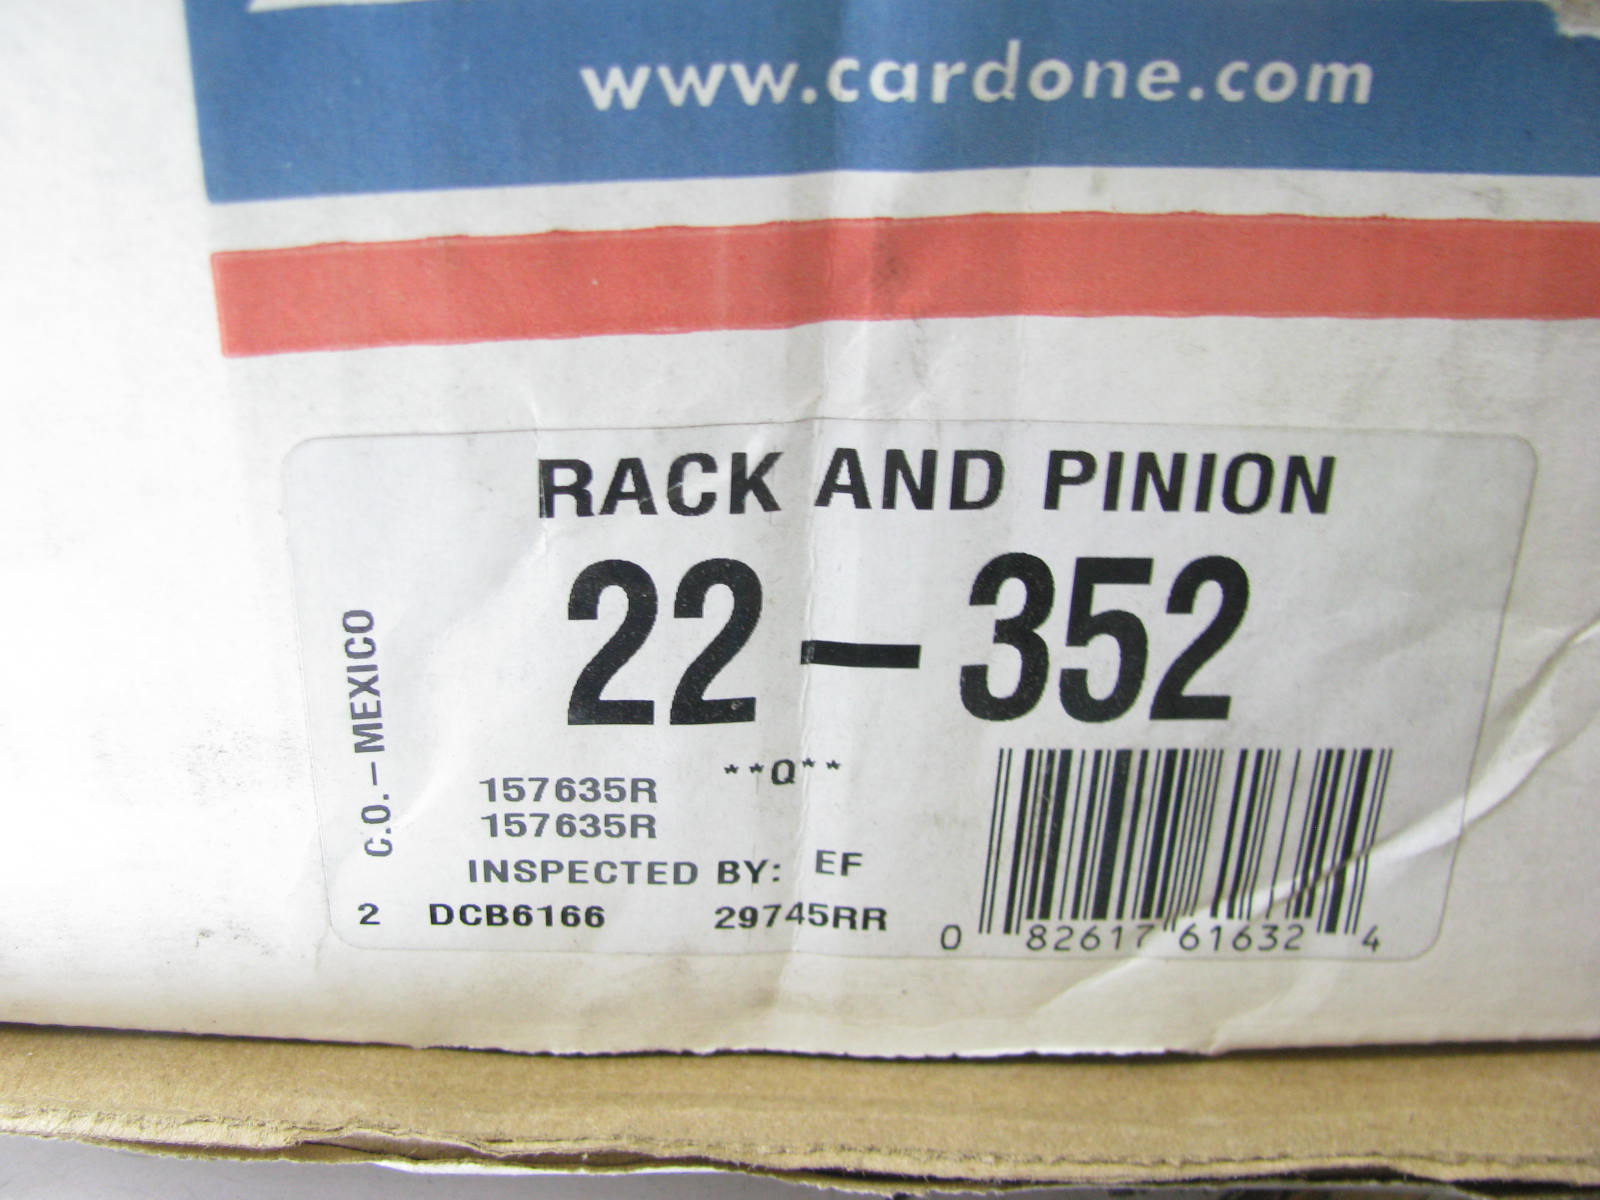 www.cardone.com
RACK AND PINION
22-352
C.O. - MEXICO
**Q**
157635R
157635R
INSPECTED BY: EF
2 DCB6166 29745RR
0 82617 61632 4